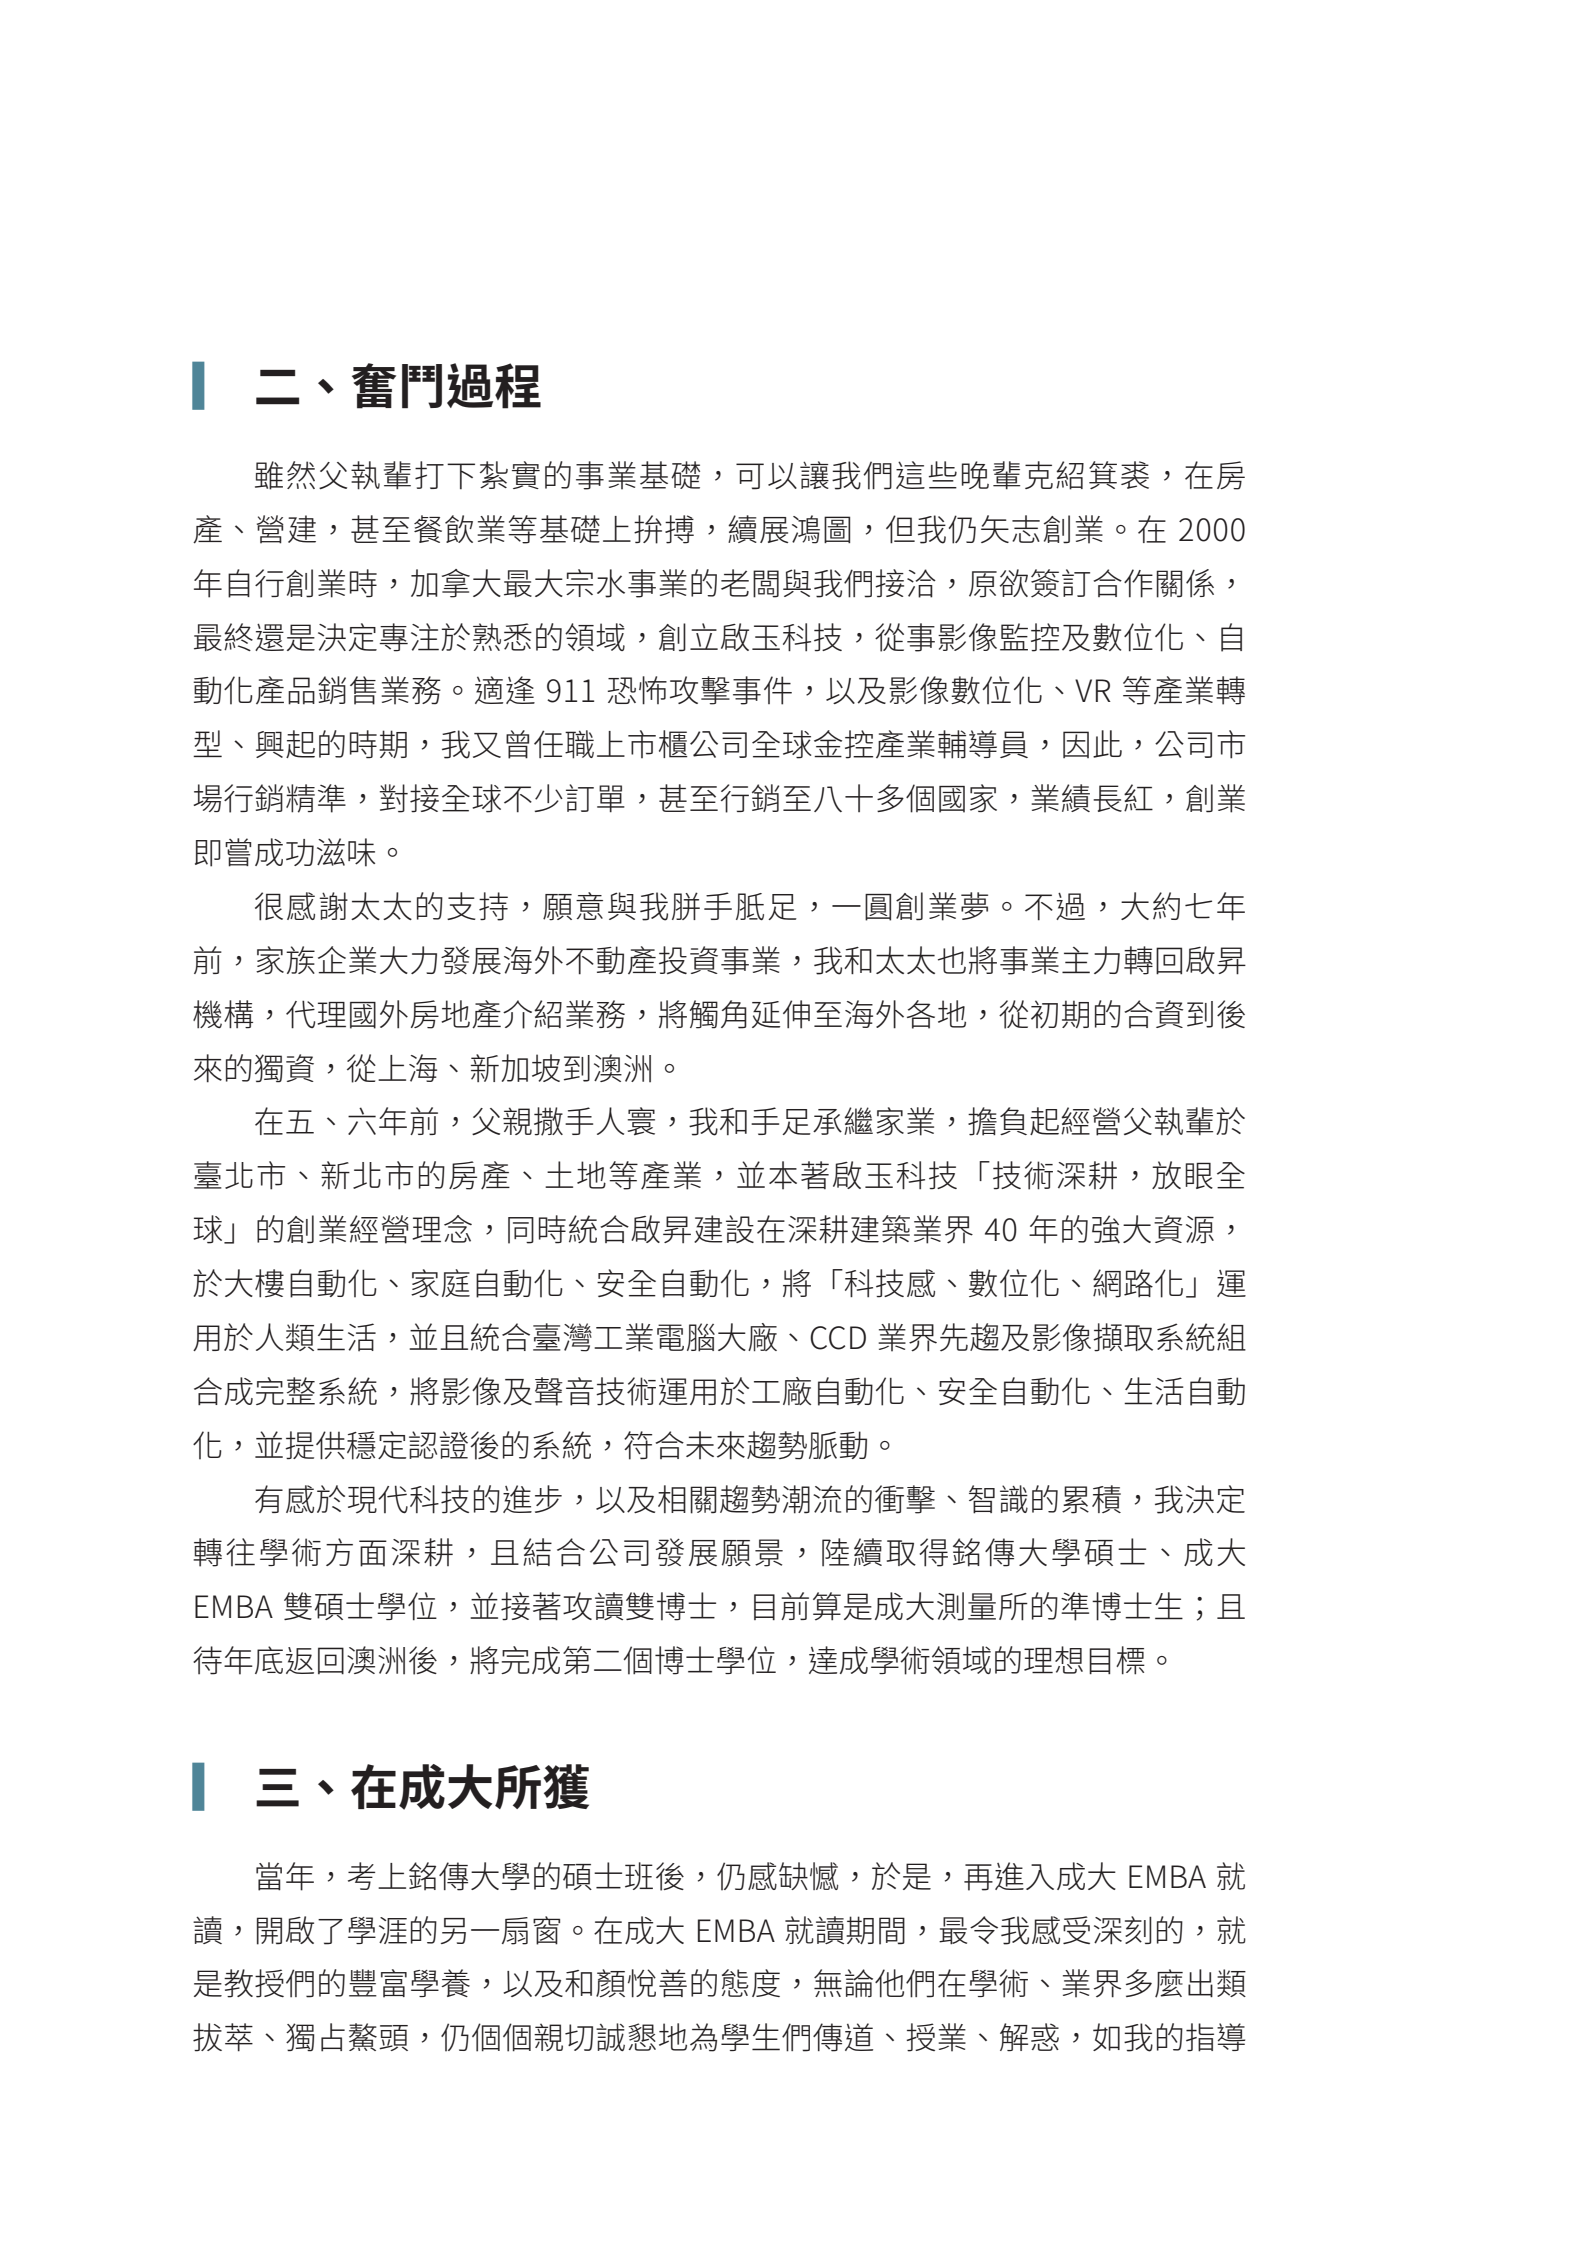 二、奮鬥過程
雖然父執輩打下紮實的事業基礎，可以讓我們這些晚輩克紹箕裘，在房
產、營建，甚至餐飲業等基礎上拚搏，續展鴻圖，但我仍矢志創業。在 2000
年自行創業時，加拿大最大宗水事業的老闆與我們接洽，原欲簽訂合作關係，
最終還是決定專注於熟悉的領域，創立啟玉科技，從事影像監控及數位化、自
動化產品銷售業務。適逢 911 恐怖攻擊事件，以及影像數位化、VR 等產業轉
型、興起的時期，我又曾任職上市櫃公司全球金控產業輔導員，因此，公司市
場行銷精準，對接全球不少訂單，甚至行銷至八十多個國家，業績長紅，創業
即嘗成功滋味。
很感謝太太的支持，願意與我胼手胝足，一圓創業夢。不過，大約七年
前，家族企業大力發展海外不動產投資事業，我和太太也將事業主力轉回啟昇
機構，代理國外房地產介紹業務，將觸角延伸至海外各地，從初期的合資到後
來的獨資，從上海、新加坡到澳洲。
在五、六年前，父親撒手人寰，我和手足承繼家業，擔負起經營父執輩於
臺北市、新北市的房產、土地等產業，並本著啟玉科技「技術深耕，放眼全
球」的創業經營理念，同時統合啟昇建設在深耕建築業界 40 年的強大資源，
於大樓自動化、家庭自動化、安全自動化，將「科技感、數位化、網路化」運
用於人類生活，並且統合臺灣工業電腦大廠、CCD 業界先趨及影像擷取系統組
合成完整系統，將影像及聲音技術運用於工廠自動化、安全自動化、生活自動
化，並提供穩定認證後的系統，符合未來趨勢脈動。
有感於現代科技的進步，以及相關趨勢潮流的衝擊、智識的累積，我決定
轉往學術方面深耕，且結合公司發展願景，陸續取得銘傳大學碩士、成大
EMBA 雙碩士學位，並接著攻讀雙博士，目前算是成大測量所的準博士生；且
待年底返回澳洲後，將完成第二個博士學位，達成學術領域的理想目標。
三、在成大所獲
當年，考上銘傳大學的碩士班後，仍感缺憾，於是，再進入成大 EMBA 就
讀，開啟了學涯的另一扇窗。在成大 EMBA 就讀期間，最令我感受深刻的，就
是教授們的豐富學養，以及和顏悅善的態度，無論他們在學術、業界多麼出類
拔萃、獨占鰲頭，仍個個親切誠懇地為學生們傳道、授業、解惑，如我的指導